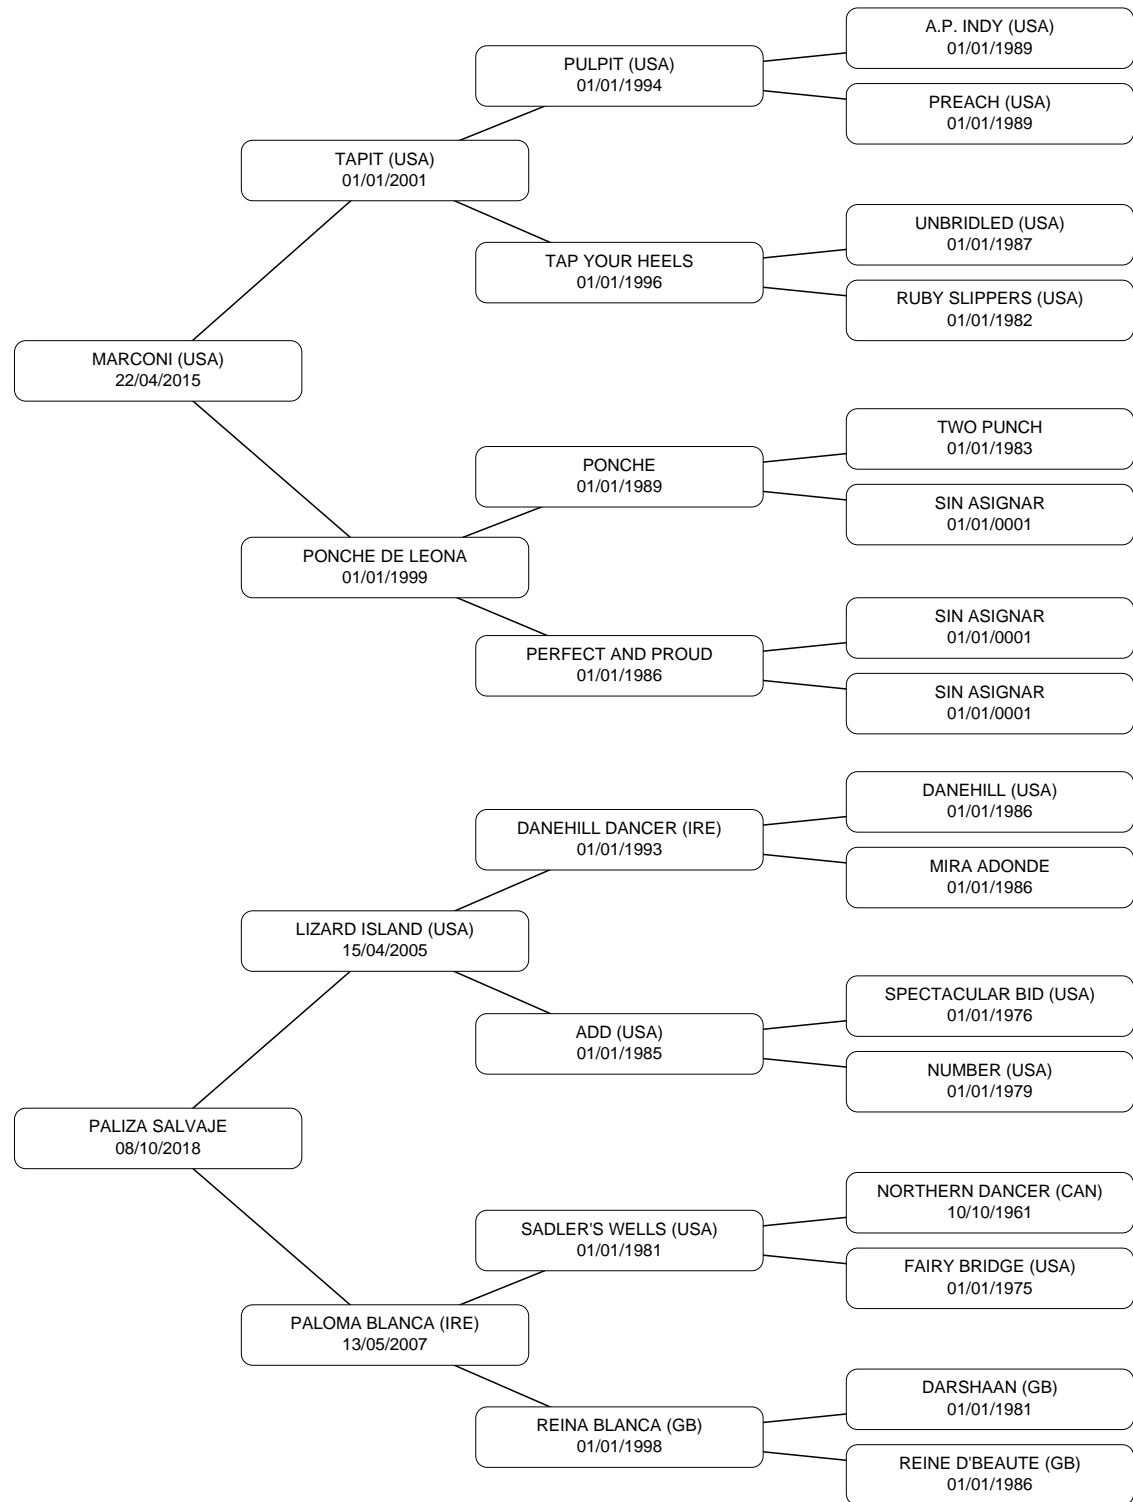 A.P. INDY (USA)
01/01/1989
PULPIT (USA)
01/01/1994
PREACH (USA)
01/01/1989
TAPIT (USA)
01/01/2001
UNBRIDLED (USA)
01/01/1987
TAP YOUR HEELS
01/01/1996
RUBY SLIPPERS (USA)
01/01/1982
MARCONI (USA)
22/04/2015
TWO PUNCH
01/01/1983
PONCHE
01/01/1989
SIN ASIGNAR
01/01/0001
PONCHE DE LEONA
01/01/1999
SIN ASIGNAR
01/01/0001
PERFECT AND PROUD
01/01/1986
SIN ASIGNAR
01/01/0001
DANEHILL (USA)
01/01/1986
DANEHILL DANCER (IRE)
01/01/1993
MIRA ADONDE
01/01/1986
LIZARD ISLAND (USA)
15/04/2005
SPECTACULAR BID (USA)
01/01/1976
ADD (USA)
01/01/1985
NUMBER (USA)
01/01/1979
PALIZA SALVAJE
08/10/2018
NORTHERN DANCER (CAN)
10/10/1961
SADLER'S WELLS (USA)
01/01/1981
FAIRY BRIDGE (USA)
01/01/1975
PALOMA BLANCA (IRE)
13/05/2007
DARSHAAN (GB)
01/01/1981
REINA BLANCA (GB)
01/01/1998
REINE D'BEAUTE (GB)
01/01/1986